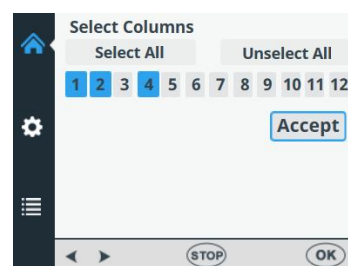 Select Columns
Select All Unselect All
1 2 3 4 5 6 7 8 9 10 11 12
Accept
STOP OK